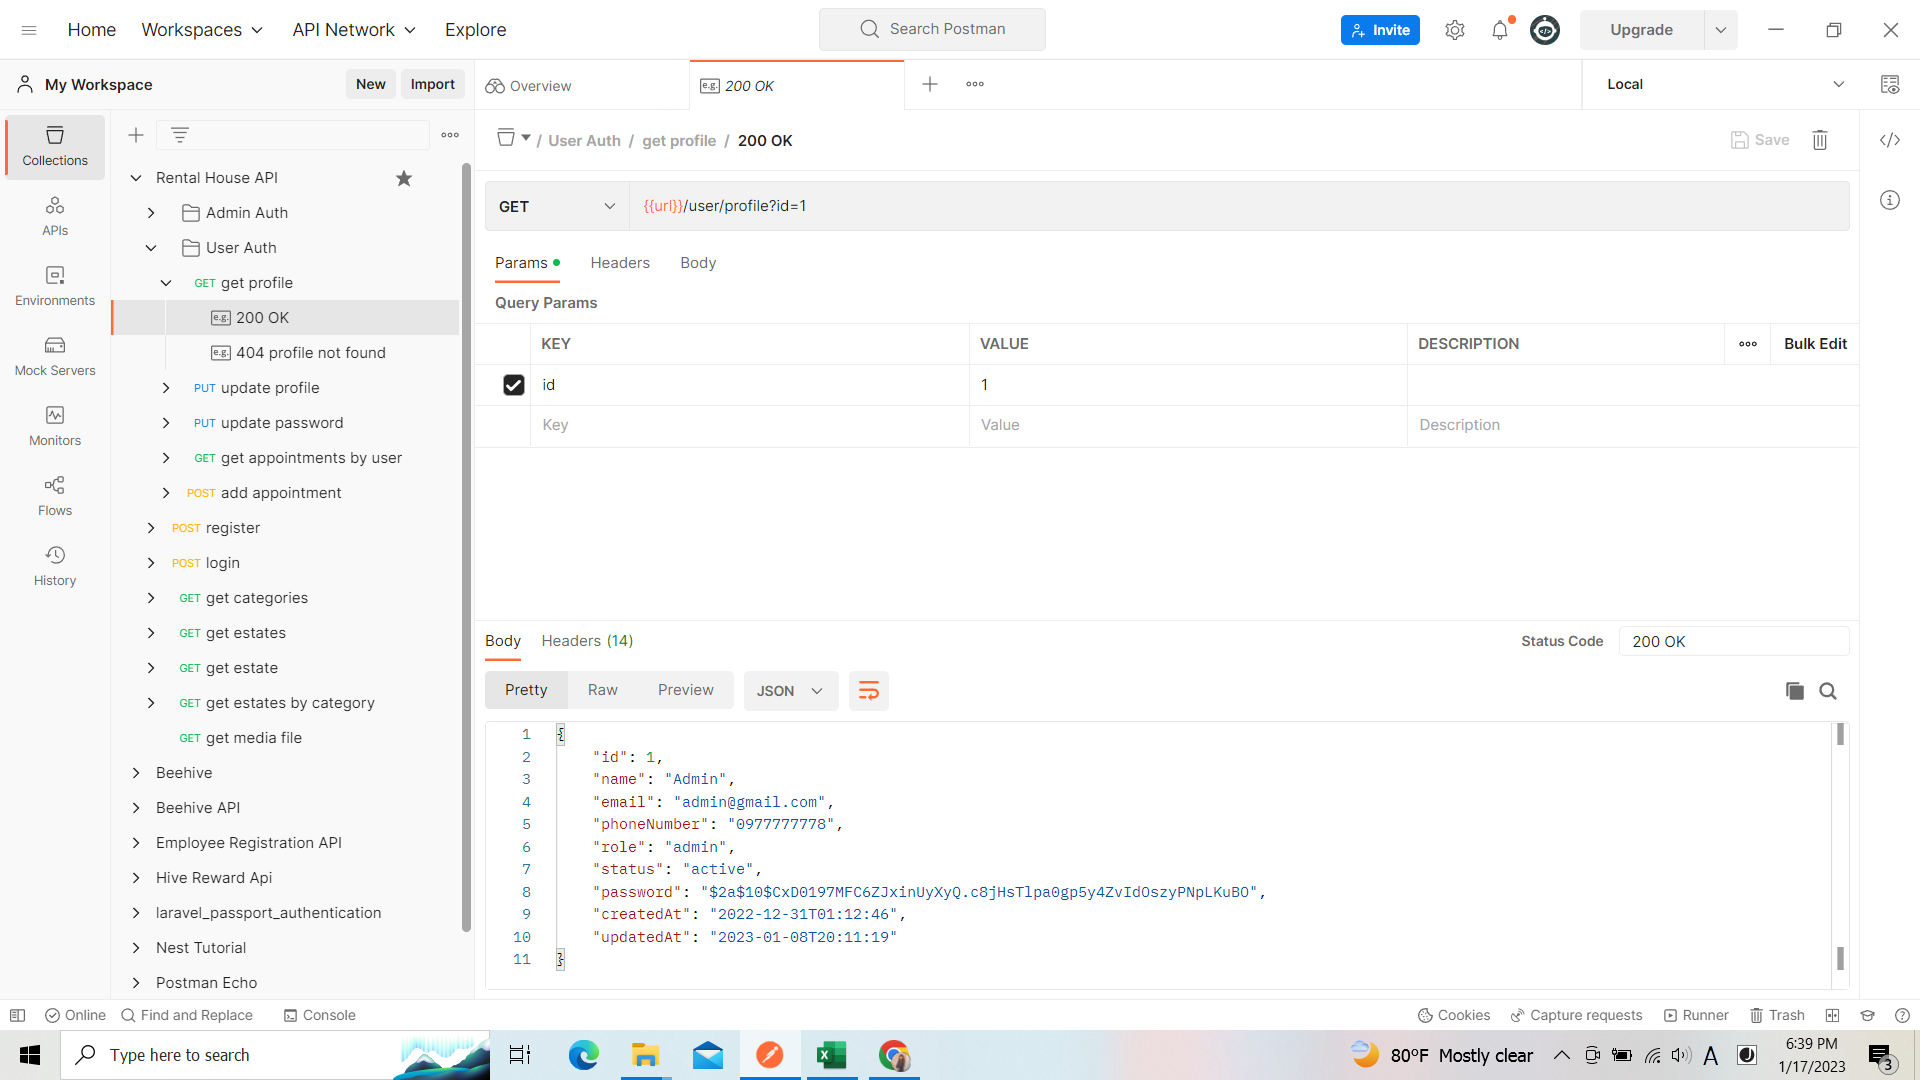 Home Workspaces API Network Explore Search Postman Invite Upgrade
My Workspace New Import Overview e.g. 200 OK Local
Collections
APIs
Environments
Mock Servers
Monitors
Flows
History
Rental House API
Admin Auth
User Auth
GET get profile
e.g. 200 OK
e.g. 404 profile not found
PUT update profile
PUT update password
GET get appointments by user
POST add appointment
POST register
POST login
GET get categories
GET get estates
GET get estate
GET get estates by category
GET get media file
Beehive
Beehive API
Employee Registration API
Hive Reward Api
laravel_passport_authentication
Nest Tutorial
Postman Echo
/ User Auth / get profile / 200 OK Save
GET {{url}}/user/profile?id=1
Params Headers Body
Query Params
KEY VALUE DESCRIPTION Bulk Edit
id 1
Key Value Description
Body Headers (14) Status Code 200 OK
Pretty Raw Preview JSON
1 {
2 "id": 1,
3 "name": "Admin",
4 "email": "admin@gmail.com",
5 "phoneNumber": "0977777778",
6 "role": "admin",
7 "status": "active",
8 "password": "$2a$10$CxD0197MFC6ZJxinUyXyQ.c8jHsTlpa0gp5y4ZvIdOszyPNpLKuBO",
9 "createdAt": "2022-12-31T01:12:46",
10 "updatedAt": "2023-01-08T20:11:19"
11 }
Online Find and Replace Console Cookies Capture requests Runner Trash
Type here to search 80°F Mostly clear A 6:39 PM
1/17/2023 3